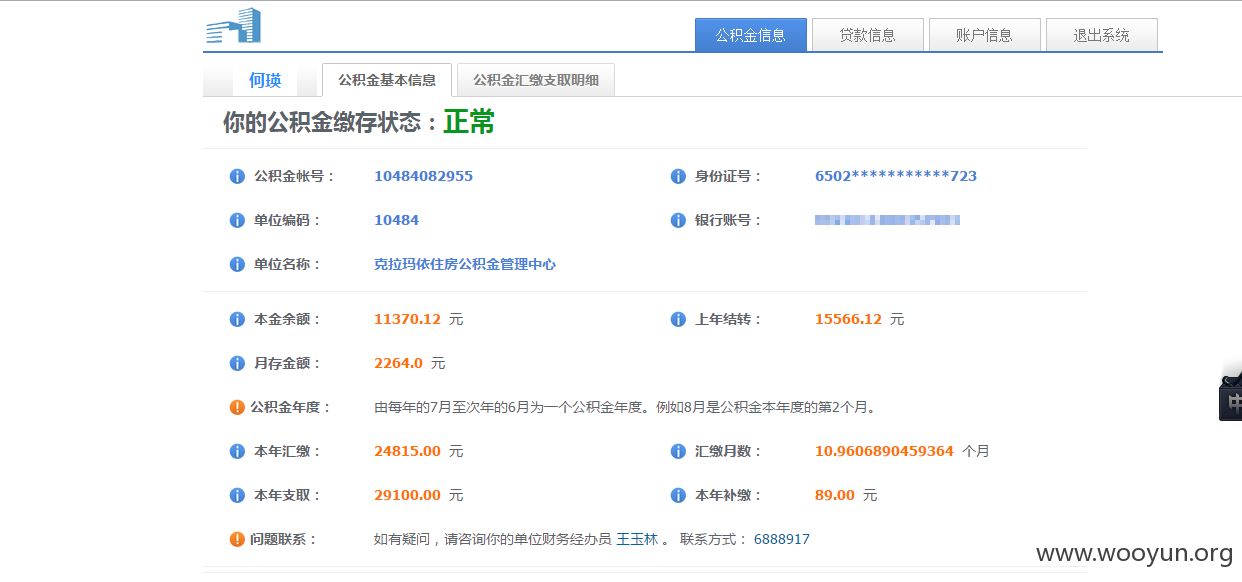 公积金信息 贷款信息 账户信息 退出系统
何瑛 公积金基本信息 公积金汇缴支取明细
你的公积金缴存状态：正常
公积金帐号： 10484082955 身份证号： 6502***********723
单位编码： 10484 银行账号：
单位名称： 克拉玛依住房公积金管理中心
本金余额： 11370.12 元 上年结转： 15566.12 元
月存金额： 2264.0 元
公积金年度： 由每年的7月至次年的6月为一个公积金年度。例如8月是公积金本年度的第2个月。
本年汇缴： 24815.00 元 汇缴月数： 10.9606890459364 个月
本年支取： 29100.00 元 本年补缴： 89.00 元
问题联系： 如有疑问，请咨询你的单位财务经办员 王玉林 。 联系方式： 6888917
中
www.wooyun.org